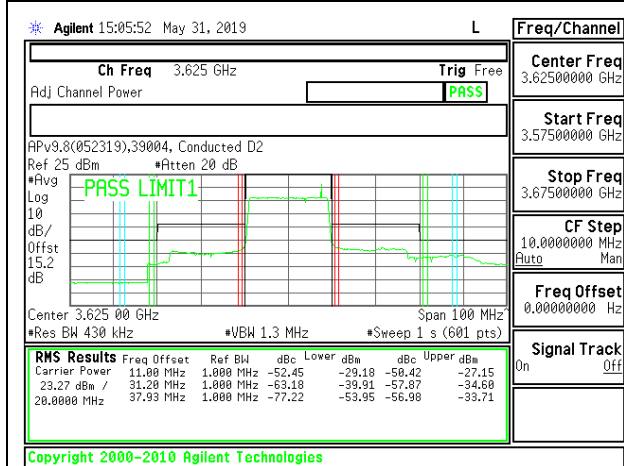 Agilent 15:05:52 May 31, 2019 L
Freq/Channel
Ch Freq 3.625 GHz Trig Free
Adj Channel Power PASS
APv9.8(052319),39004, Conducted D2
Ref 25 dBm #Atten 20 dB
#Avg
Log
10
dB/
Offst
15.2
dB
PASS LIMIT1
Center 3.625 00 GHz Span 100 MHz^
#Res BW 430 kHz #VBW 1.3 MHz #Sweep 1 s (601 pts)
RMS Results Freq Offset Ref BW dBc Lower dBm dBc Upper dBm
Carrier Power 11.00 MHz 1.000 MHz -52.45 -29.18 -50.42 -27.15
23.27 dBm / 31.20 MHz 1.000 MHz -63.18 -39.91 -57.87 -34.60
20.0000 MHz 37.93 MHz 1.000 MHz -77.22 -53.95 -56.98 -33.71
Center Freq
3.62500000 GHz
Start Freq
3.57500000 GHz
Stop Freq
3.67500000 GHz
CF Step
10.0000000 MHz
Auto Man
Freq Offset
0.00000000 Hz
Signal Track
On Off
Copyright 2000-2010 Agilent Technologies